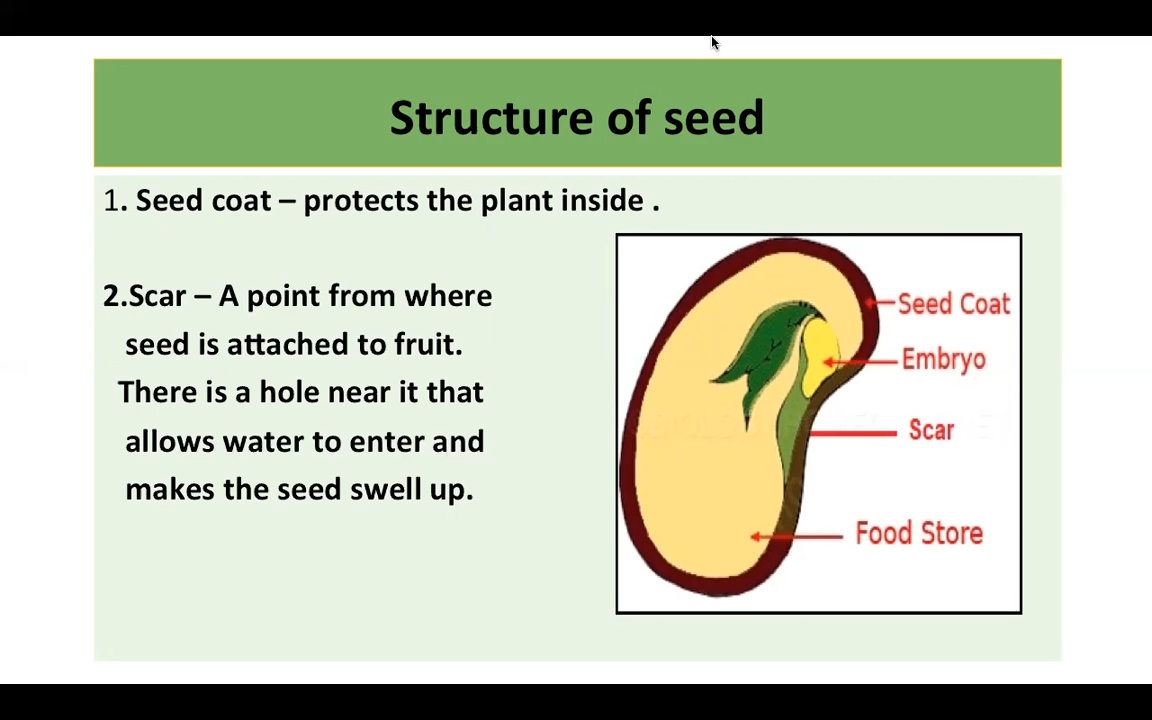 Structure of seed
1. Seed coat – protects the plant inside .
2.Scar – A point from where
seed is attached to fruit.
There is a hole near it that
allows water to enter and
makes the seed swell up.
Seed Coat
Embryo
Scar
Food Store